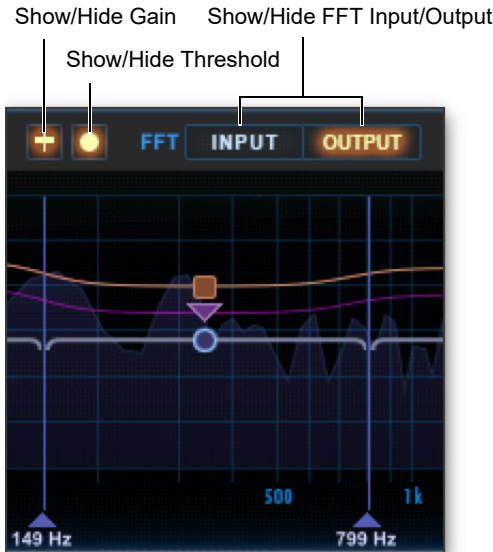 Show/Hide Gain
Show/Hide FFT Input/Output
Show/Hide Threshold
FFT INPUT OUTPUT
500 1k
149 Hz 799 Hz